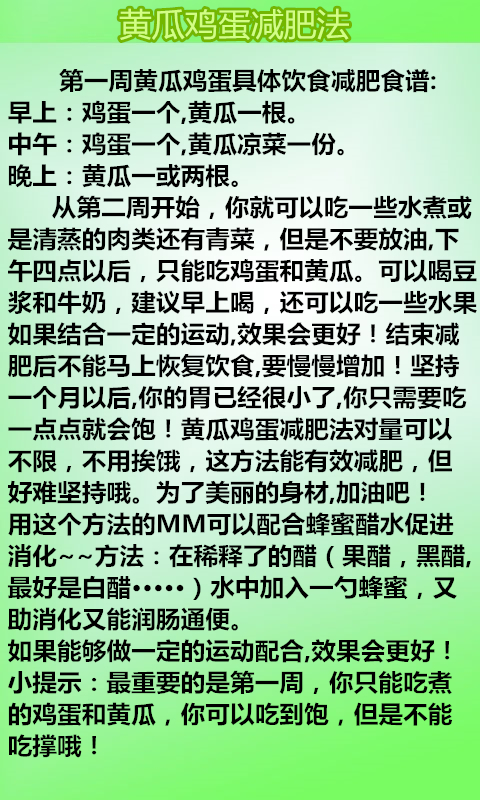 黄瓜鸡蛋减肥法
第一周黄瓜鸡蛋具体饮食减肥食谱:
早上：鸡蛋一个,黄瓜一根。
中午：鸡蛋一个,黄瓜凉菜一份。
晚上：黄瓜一或两根。
从第二周开始，你就可以吃一些水煮或
是清蒸的肉类还有青菜，但是不要放油,下
午四点以后，只能吃鸡蛋和黄瓜。可以喝豆
浆和牛奶，建议早上喝，还可以吃一些水果
如果结合一定的运动,效果会更好！结束减
肥后不能马上恢复饮食,要慢慢增加！坚持
一个月以后,你的胃已经很小了,你只需要吃
一点点就会饱！黄瓜鸡蛋减肥法对量可以
不限，不用挨饿，这方法能有效减肥，但
好难坚持哦。为了美丽的身材,加油吧！
用这个方法的MM可以配合蜂蜜醋水促进
消化~~方法：在稀释了的醋（果醋，黑醋,
最好是白醋•••••）水中加入一勺蜂蜜，又
助消化又能润肠通便。
如果能够做一定的运动配合,效果会更好！
小提示：最重要的是第一周，你只能吃煮
的鸡蛋和黄瓜，你可以吃到饱，但是不能
吃撑哦！